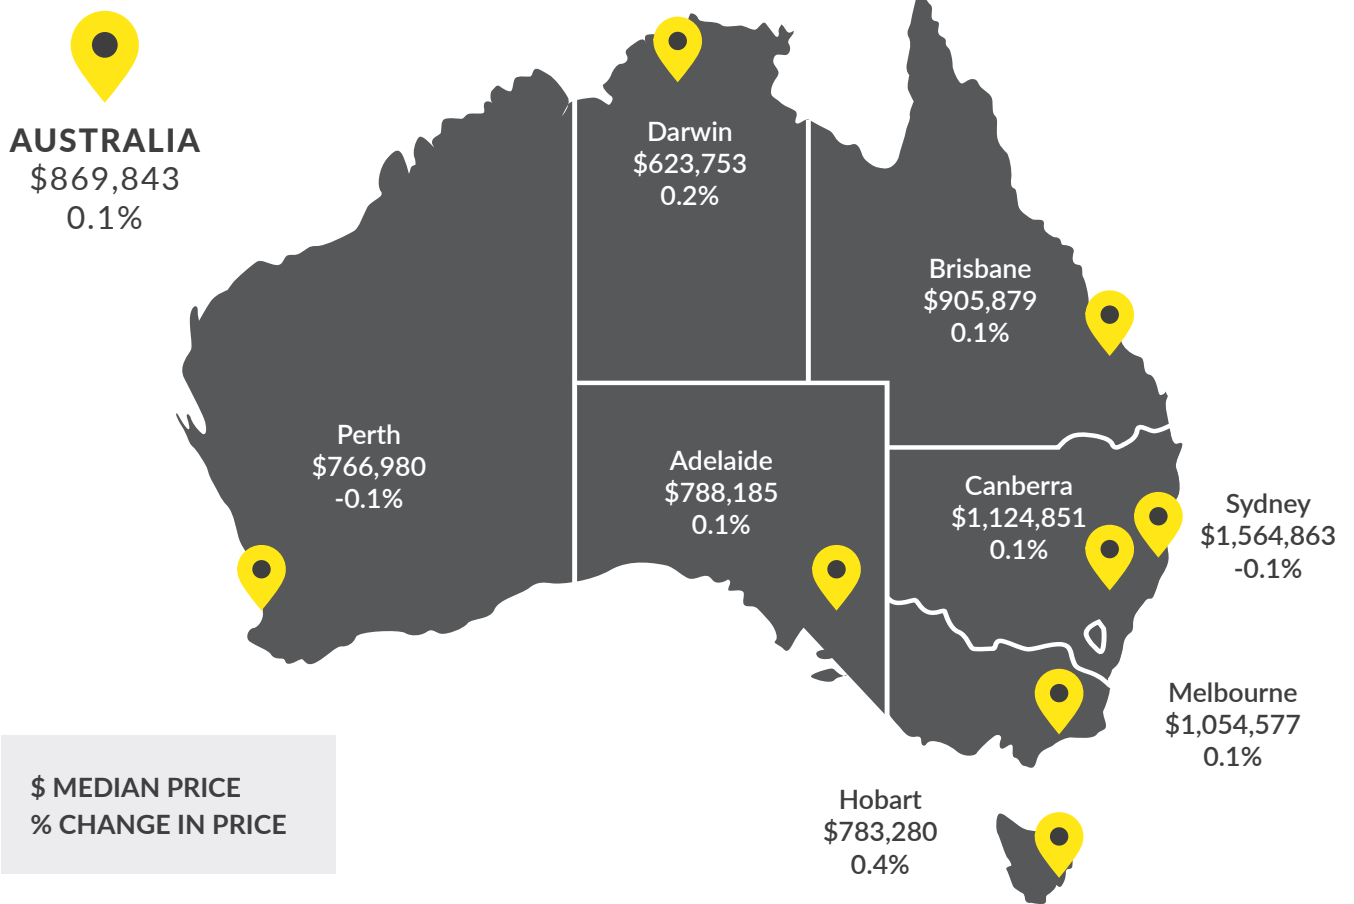 AUSTRALIA
$869,843
0.1%
Darwin
$623,753
0.2%
Brisbane
$905,879
0.1%
Perth
$766,980
-0.1%
Adelaide
$788,185
0.1%
Canberra
$1,124,851
0.1%
Sydney
$1,564,863
-0.1%
Melbourne
$1,054,577
0.1%
Hobart
$783,280
0.4%
$ MEDIAN PRICE
% CHANGE IN PRICE